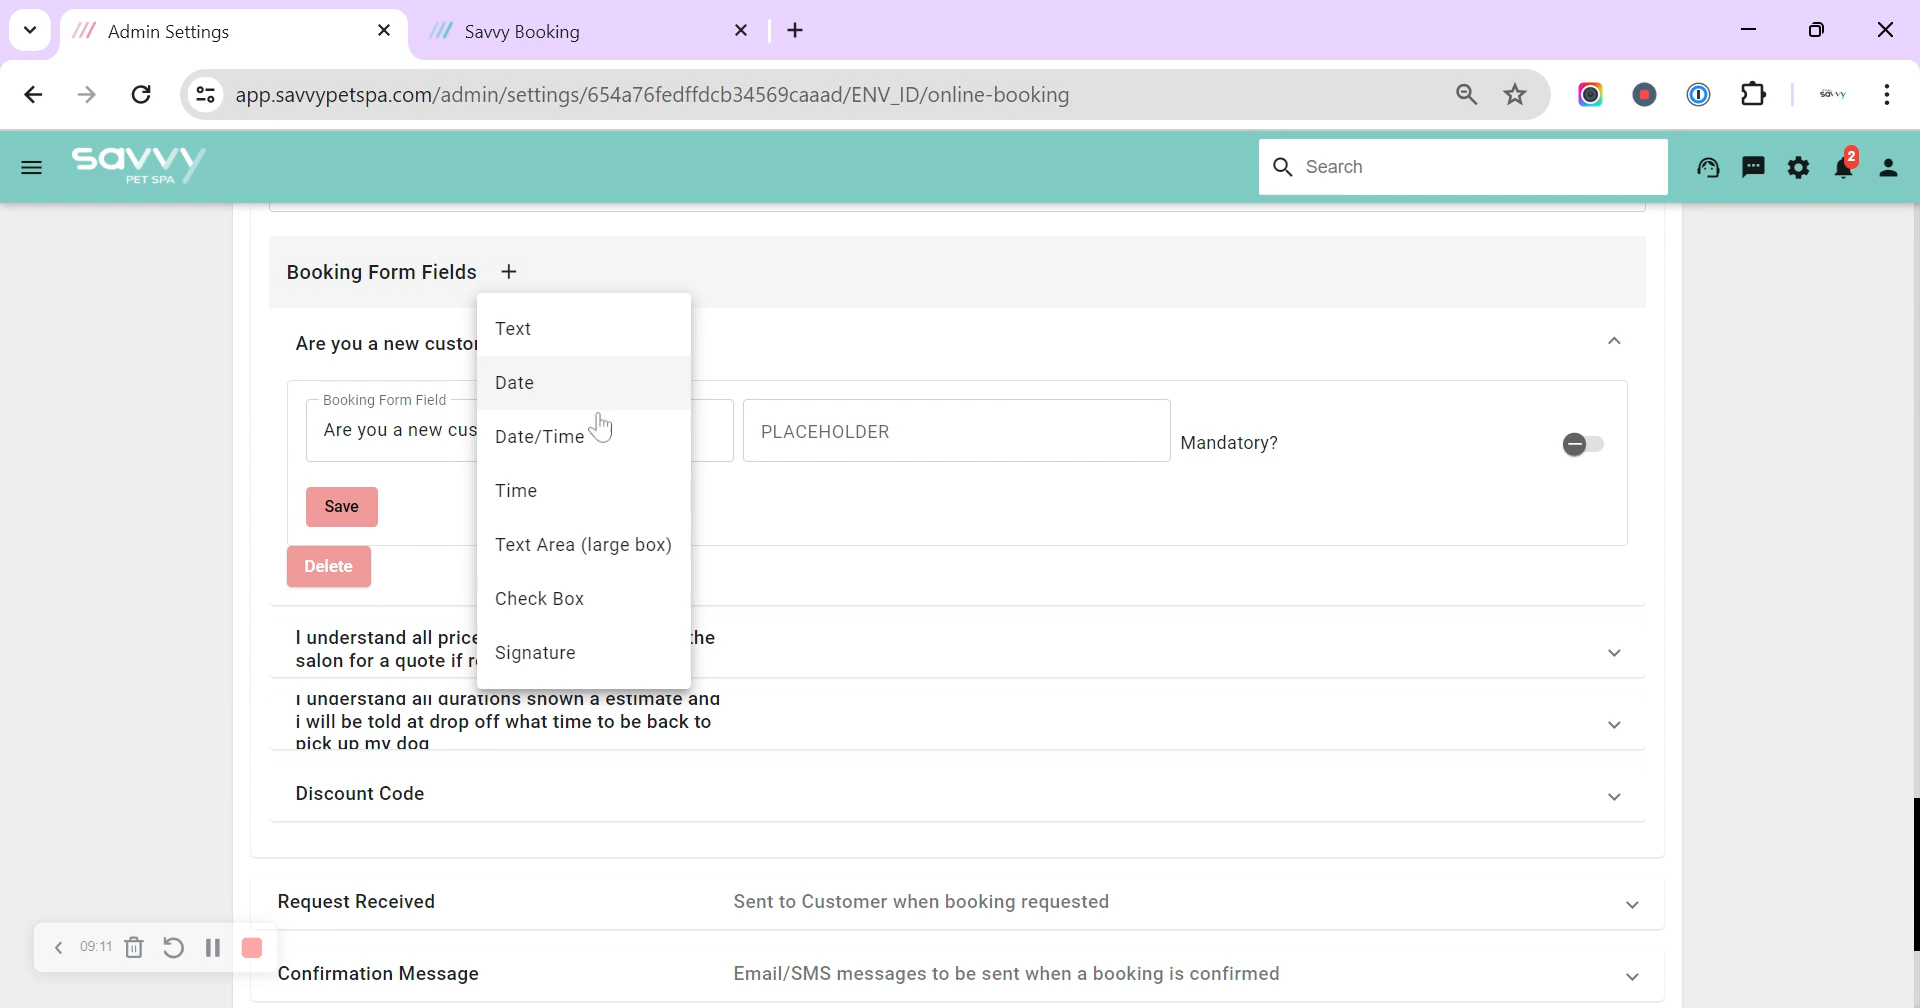 Admin Settings
Savvy Booking
app.savvypetspa.com/admin/settings/654a76fedffdcb34569caaad/ENV_ID/online-booking
savvy
savvy
PET SPA
Search
2
Booking Form Fields
Text
Are you a new custo
Date
Booking Form Field
Are you a new cus
Date/Time
PLACEHOLDER
Mandatory?
Time
Save
Text Area (large box)
Delete
Check Box
I understand all price
the
salon for a quote if
Signature
I understand all durations shown a estimate and
i will be told at drop off what time to be back to
pick up my dog
Discount Code
Request Received
Sent to Customer when booking requested
09:11
Confirmation Message
Email/SMS messages to be sent when a booking is confirmed